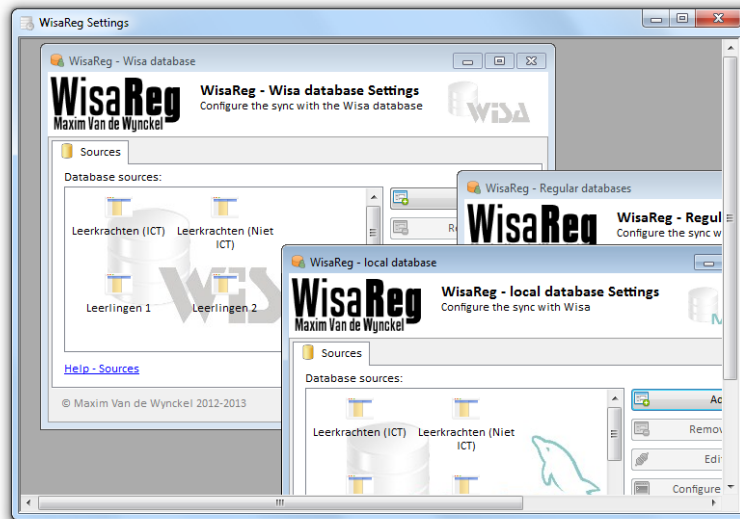 WisaReg Settings
WisaReg - Wisa database
WisaReg
Maxim Van de Wynckel
WisaReg - Wisa database Settings
Configure the sync with the Wisa database
WiSA
Sources
Database sources:
Leerkrachten (ICT)
Leerkrachten (Niet
ICT)
Leerlingen 1
Leerlingen 2
Help - Sources
© Maxim Van de Wynckel 2012-2013
WisaReg - Regular databases
WisaReg
WisaReg - Regul
Configure the sync w
WisaReg - local database
WisaReg
Maxim Van de Wynckel
WisaReg - local database Settings
Configure the sync with Wisa
Sources
Database sources:
Leerkrachten (ICT)
Leerkrachten (Niet
ICT)
Remov
Edi
Configure